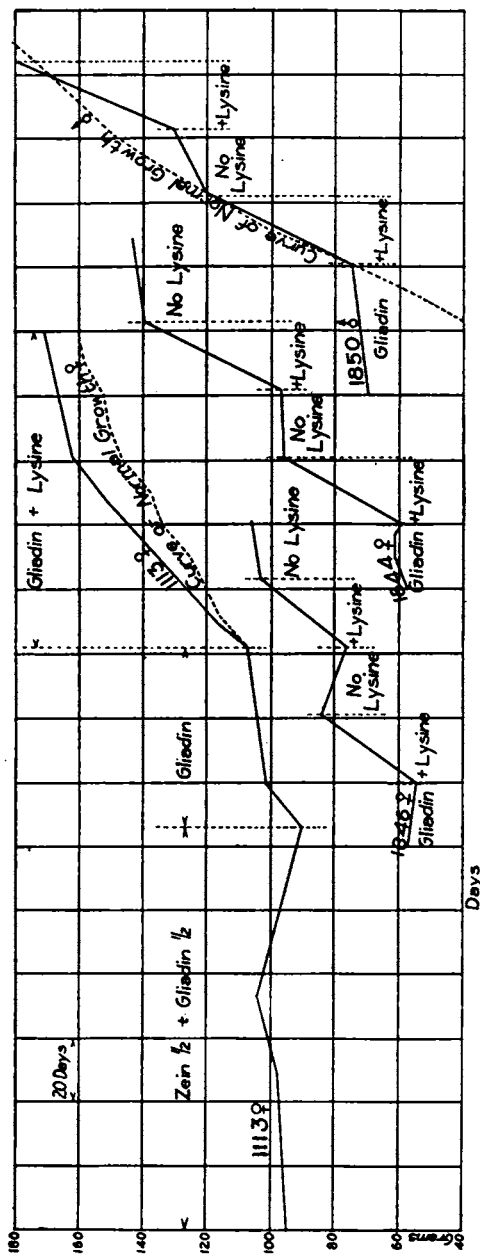 180
160
140
120
100
80
60
Grams
40
20 Days
Zein 1/2 + Gliadin 1/2
1113 ♀
Gliadin
Gliadin + Lysine
1113 ♀
Curve of Normal Growth ♀
1846 ♀
Gliadin
+ Lysine
No
Lysine
+Lysine
No Lysine
1844 ♀
Gliadin
+Lysine
No
Lysine
+Lysine
No Lysine
1850 ♂
Gliadin
+Lysine
Curve of Normal Growth ♂
No
Lysine
+Lysine
Days